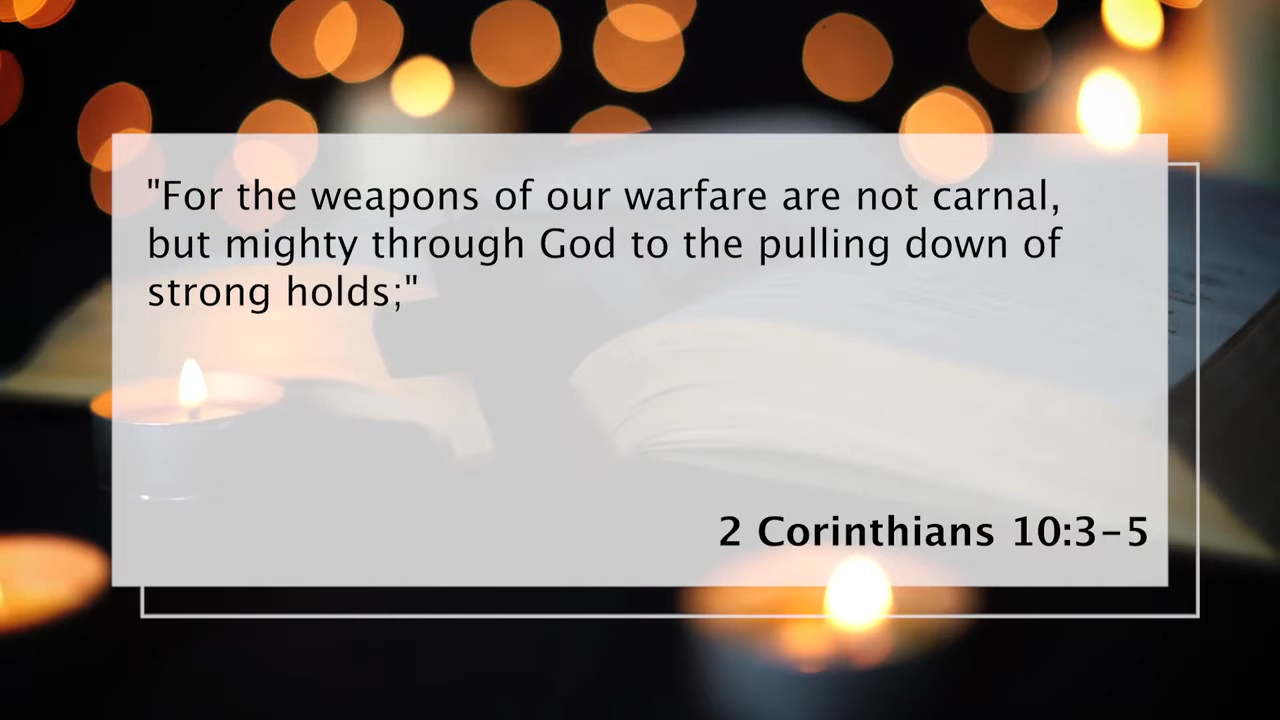 "For the weapons of our warfare are not carnal,
but mighty through God to the pulling down of
strong holds;"
2 Corinthians 10:3-5